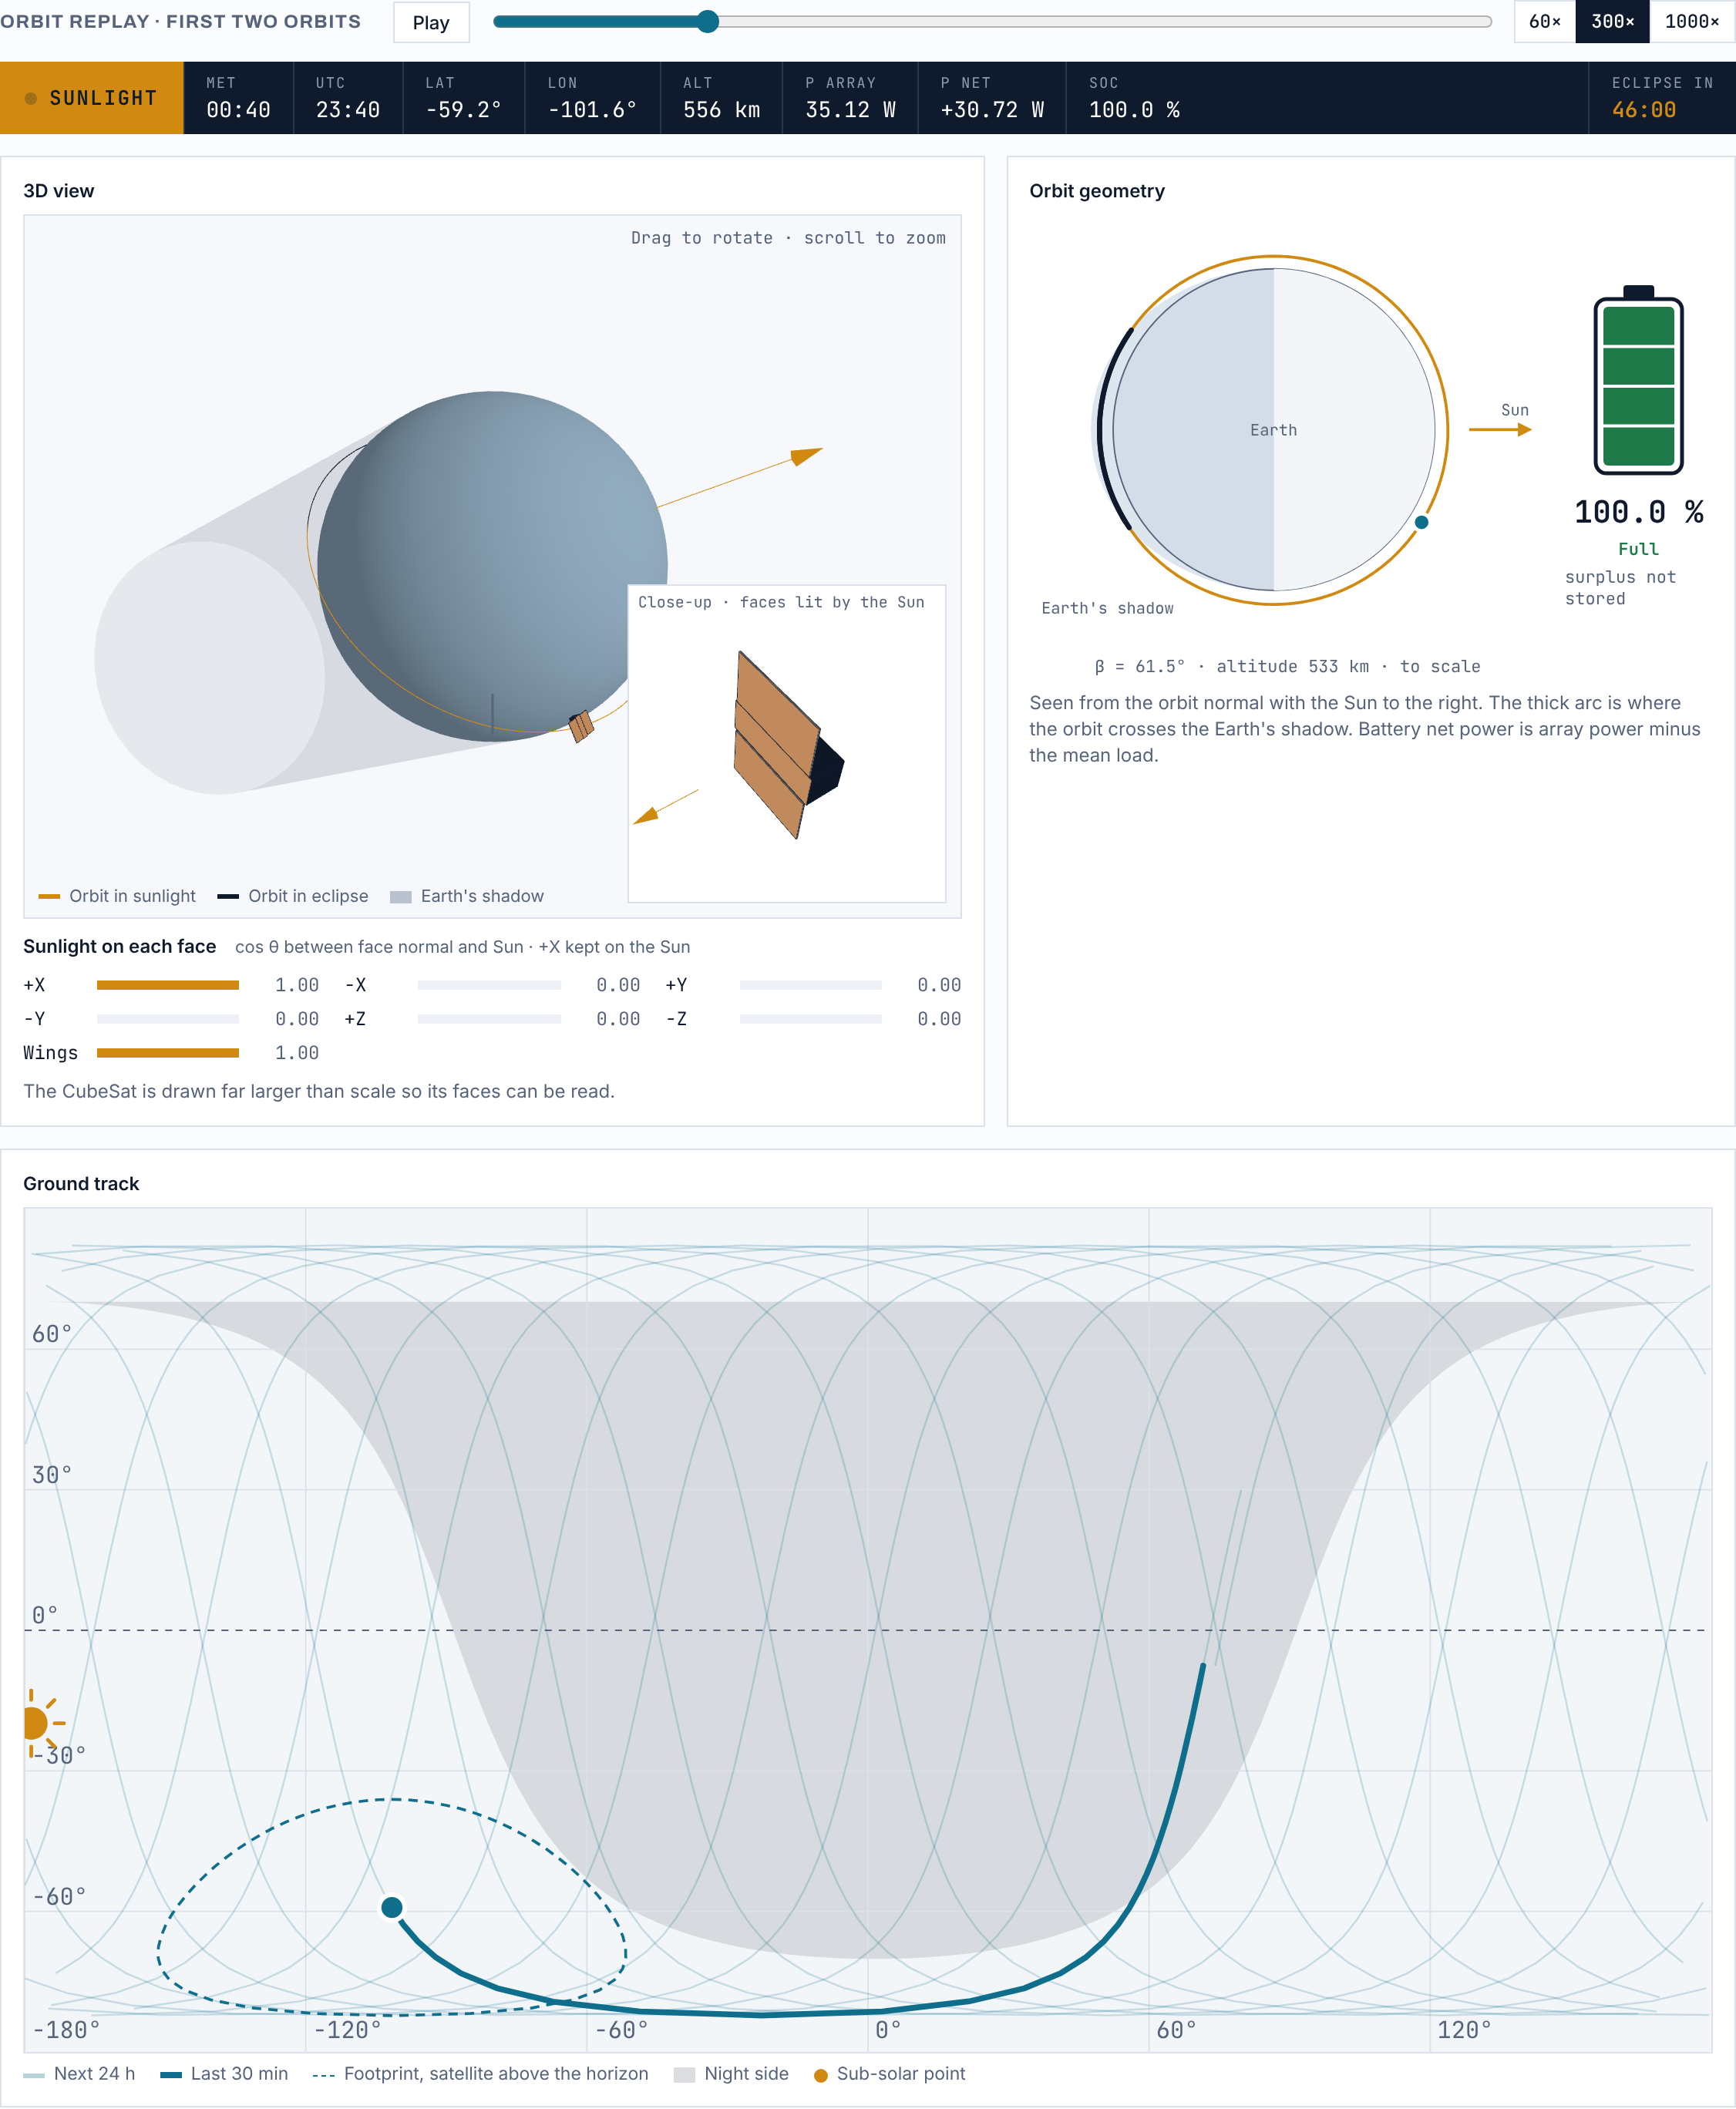 ORBIT REPLAY · FIRST TWO ORBITS
Play
60× 300× 1000×
SUNLIGHT
MET
00:40
UTC
23:40
LAT
-59.2°
LON
-101.6°
ALT
556 km
P ARRAY
35.12 W
P NET
+30.72 W
SOC
100.0 %
ECLIPSE IN
46:00
3D view
Drag to rotate · scroll to zoom
Close-up · faces lit by the Sun
Orbit in sunlight
Orbit in eclipse
Earth's shadow
Sunlight on each face cos θ between face normal and Sun · +X kept on the Sun
+X 1.00 -X 0.00 +Y 0.00
-Y 0.00 +Z 0.00 -Z 0.00
Wings 1.00
The CubeSat is drawn far larger than scale so its faces can be read.
Orbit geometry
Earth
Sun
Earth's shadow
100.0 %
Full
surplus not
stored
β = 61.5° · altitude 533 km · to scale
Seen from the orbit normal with the Sun to the right. The thick arc is where
the orbit crosses the Earth's shadow. Battery net power is array power minus
the mean load.
Ground track
60°
30°
0°
-30°
-60°
-180° -120° -60° 0° 60° 120°
Next 24 h
Last 30 min
Footprint, satellite above the horizon
Night side
Sub-solar point